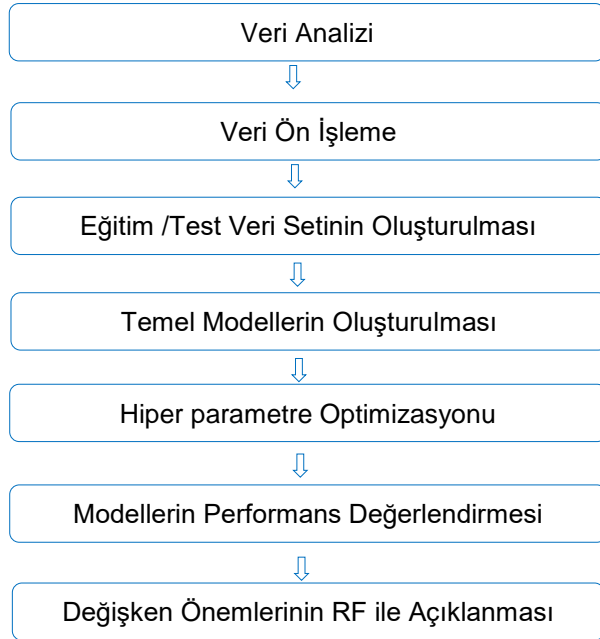 Veri Analizi
Veri Ön İşleme
Eğitim /Test Veri Setinin Oluşturulması
Temel Modellerin Oluşturulması
Hiper parametre Optimizasyonu
Modellerin Performans Değerlendirmesi
Değişken Önemlerinin RF ile Açıklanması